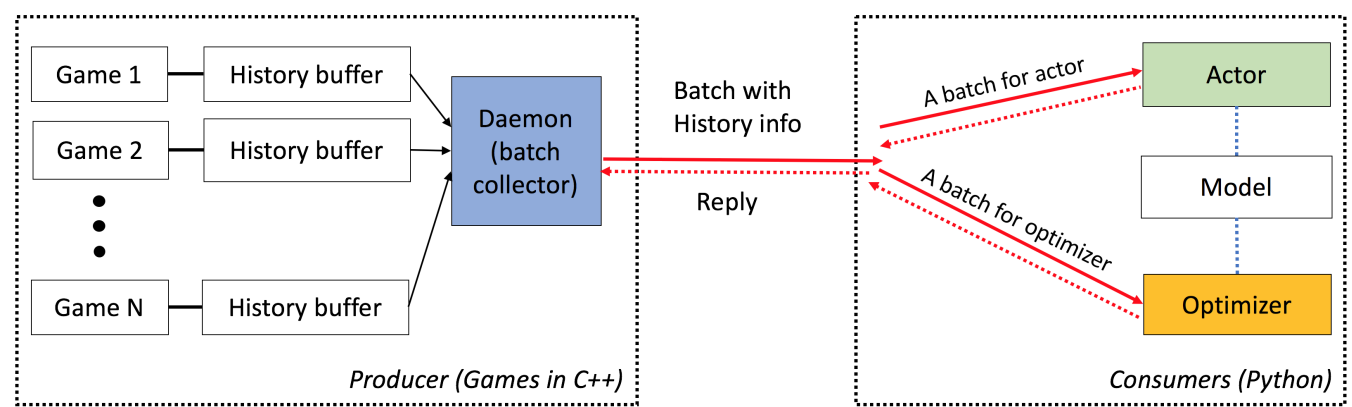 Game 1
History buffer
Game 2
History buffer
Game N
History buffer
Daemon
(batch
collector)
Producer (Games in C++)
Batch with
History info
Reply
A batch for actor
A batch for optimizer
Actor
Model
Optimizer
Consumers (Python)